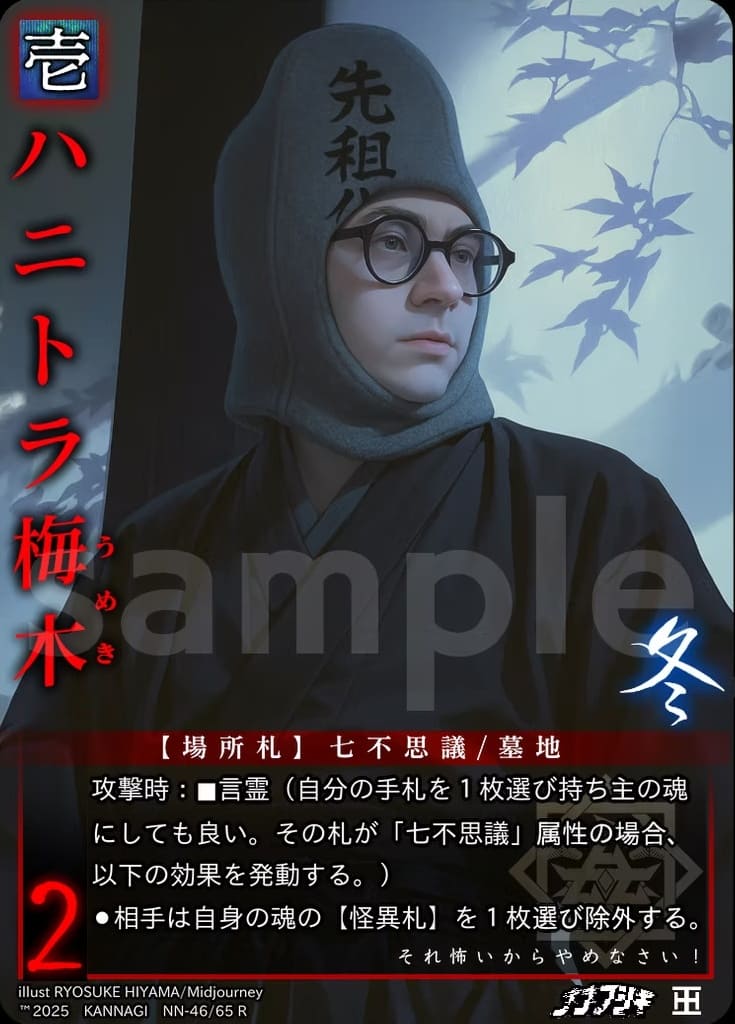 壱
ハニトラ梅木
うめき
先祖
sample
冬
【場所札】七不思議/墓地
攻撃時：■言霊（自分の手札を１枚選び持ち主の魂
にしても良い。その札が「七不思議」属性の場合、
以下の効果を発動する。）
●相手は自身の魂の【怪異札】を１枚選び除外する。
それ怖いからやめなさい！
2
illust RYOSUKE HIYAMA/Midjourney
™2025 KANNAGI NN-46/65 R